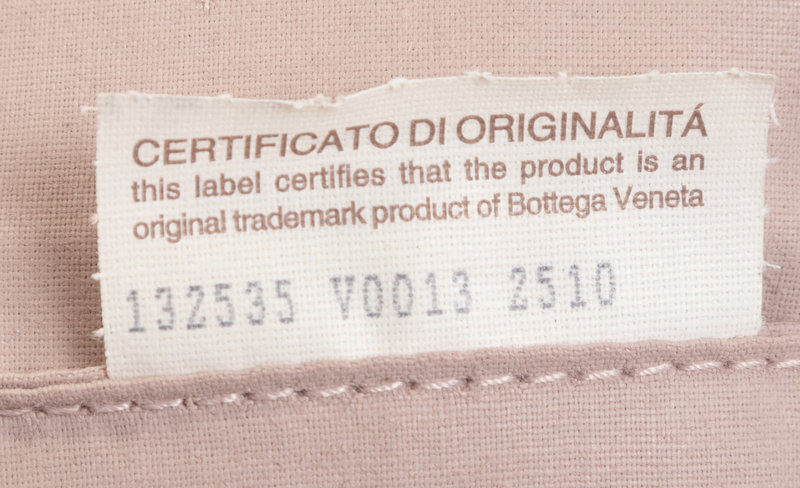 CERTIFICATO DI ORIGINALITÁ
this label certifies that the product is an
original trademark product of Bottega Veneta
132535 V0013 2510